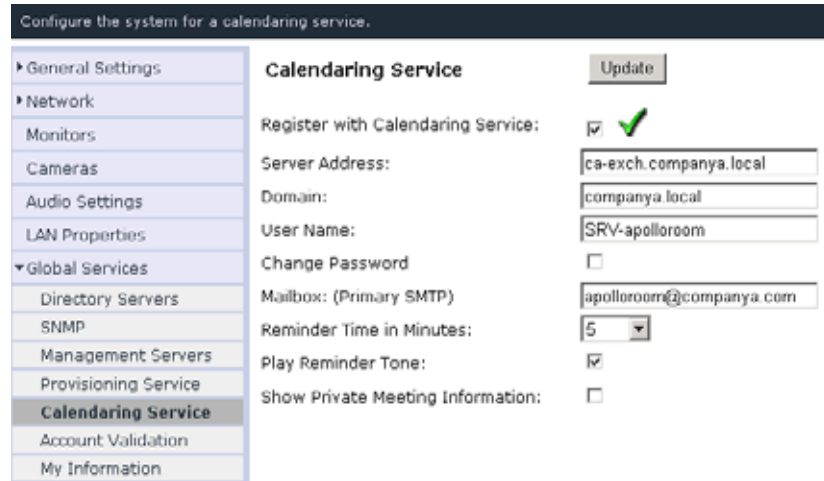 Configure the system for a calendaring service.
General Settings
Network
Monitors
Cameras
Audio Settings
LAN Properties
Global Services
Directory Servers
SNMP
Management Servers
Provisioning Service
Calendaring Service
Account Validation
My Information
Calendaring Service
Update
Register with Calendaring Service:
Server Address: ca-exch.companya.local
Domain: companya.local
User Name: SRV-apolloroom
Change Password
Mailbox: (Primary SMTP) apolloroom@companya.com
Reminder Time in Minutes: 5
Play Reminder Tone:
Show Private Meeting Information: